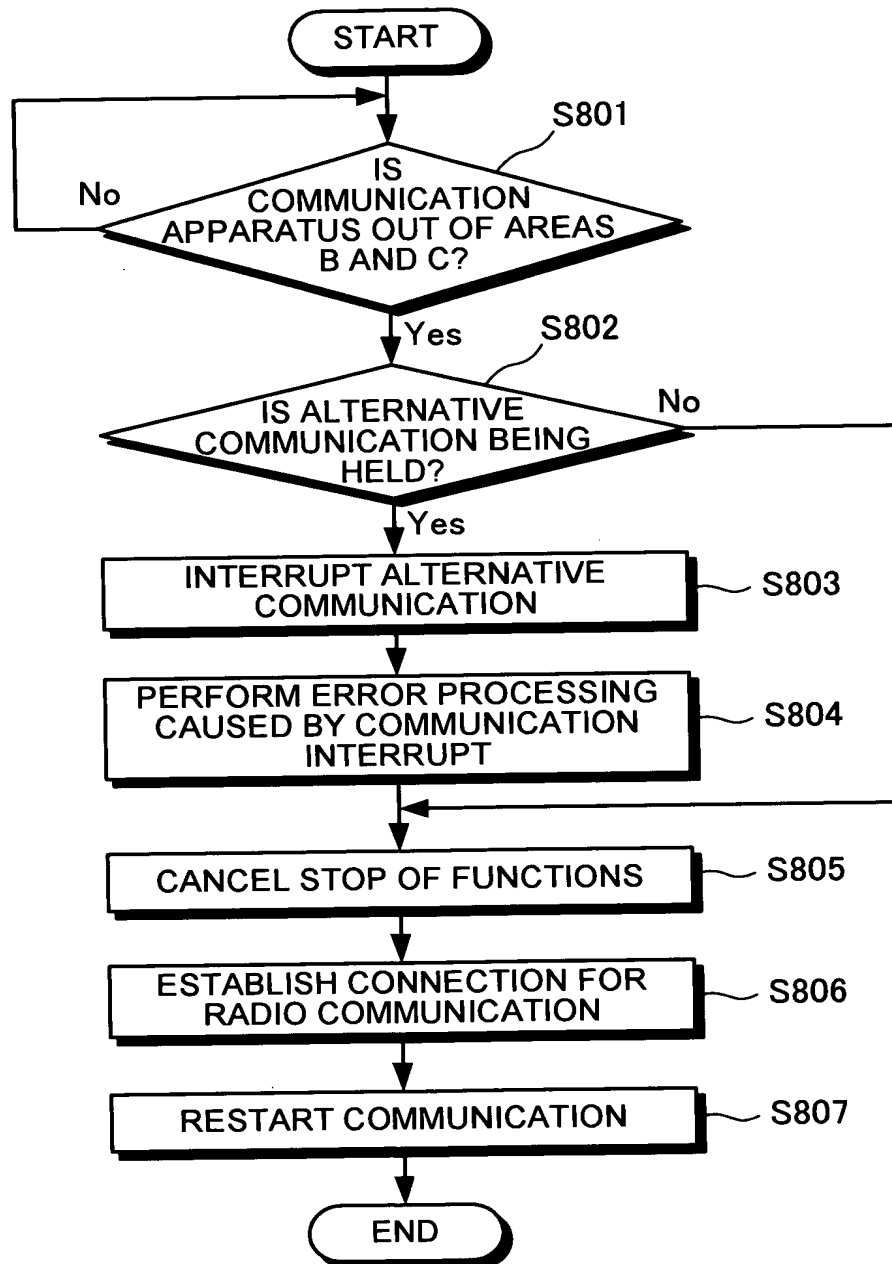 START
S801
IS
COMMUNICATION
APPARATUS OUT OF AREAS
B AND C?
No
Yes
S802
IS ALTERNATIVE
COMMUNICATION BEING
HELD?
No
Yes
INTERRUPT ALTERNATIVE
COMMUNICATION
S803
PERFORM ERROR PROCESSING
CAUSED BY COMMUNICATION
INTERRUPT
S804
CANCEL STOP OF FUNCTIONS
S805
ESTABLISH CONNECTION FOR
RADIO COMMUNICATION
S806
RESTART COMMUNICATION
S807
END